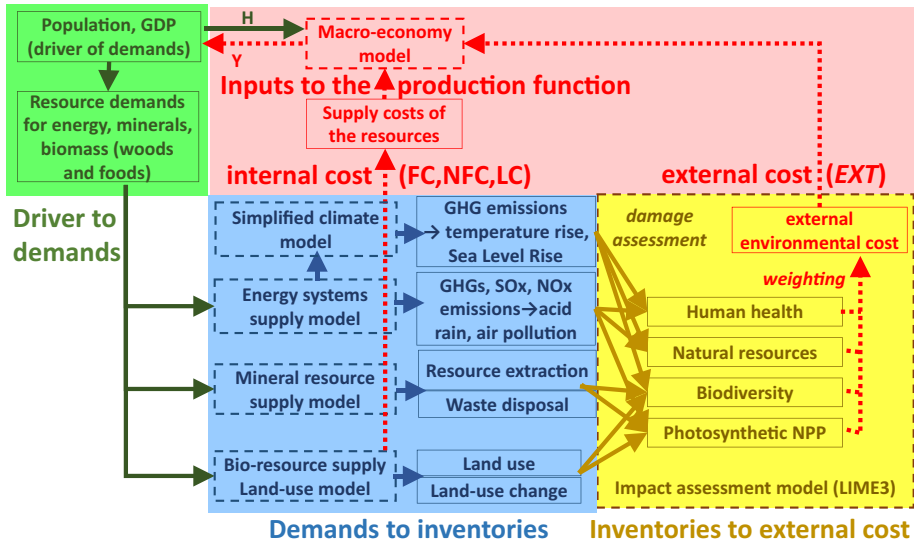 Population, GDP
(driver of demands)
H
Y
Macro-economy
model
Inputs to the production function
Resource demands
for energy, minerals,
biomass (woods
and foods)
Supply costs of
the resources
internal cost (FC,NFC,LC)
external cost (EXT)
Driver to
demands
Simplified climate
model
GHG emissions
→ temperature rise,
Sea Level Rise
damage
assessment
external
environmental cost
weighting
Energy systems
supply model
GHGs, SOx, NOx
emissions→acid
rain, air pollution
Human health
Natural resources
Mineral resource
supply model
Resource extraction
Waste disposal
Biodiversity
Photosynthetic NPP
Bio-resource supply
Land-use model
Land use
Land-use change
Impact assessment model (LIME3)
Demands to inventories
Inventories to external cost